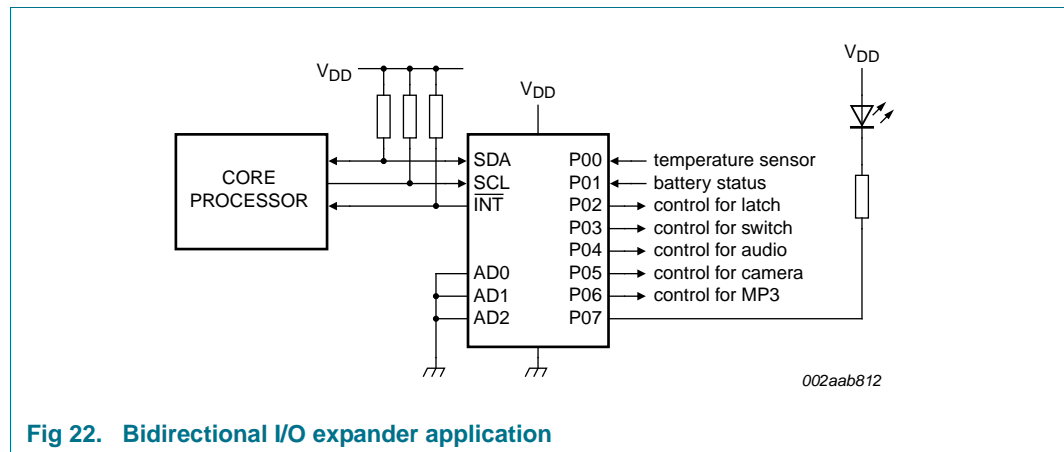 VDD
VDD
VDD
CORE
PROCESSOR
SDA
SCL
INT
AD0
AD1
AD2
P00
P01
P02
P03
P04
P05
P06
P07
temperature sensor
battery status
control for latch
control for switch
control for audio
control for camera
control for MP3
002aab812
Fig 22. Bidirectional I/O expander application